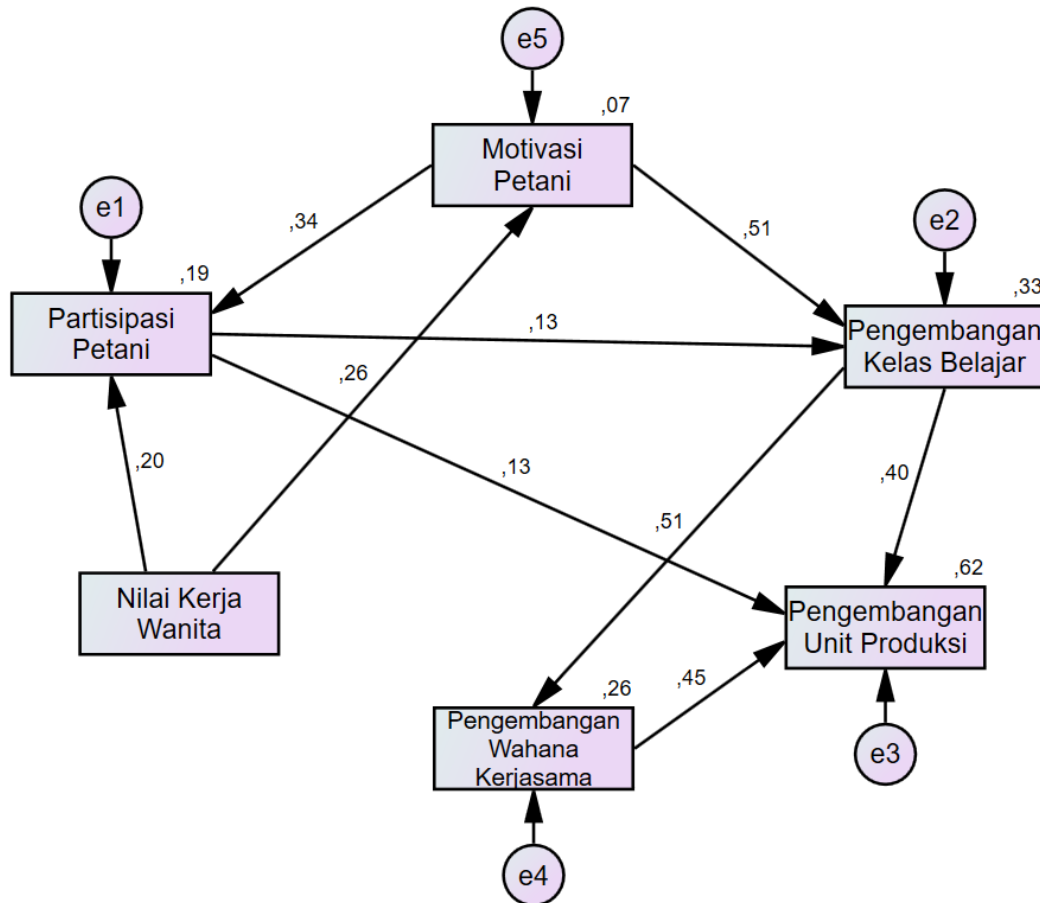 e5
,07
Motivasi
Petani
e1
,34
,51
e2
,19
,33
Partisipasi
Petani
,13
Pengembangan
Kelas Belajar
,26
,20
,13
,40
,51
Nilai Kerja
Wanita
,62
Pengembangan
Unit Produksi
,26
,45
Pengembangan
Wahana
Kerjasama
e3
e4